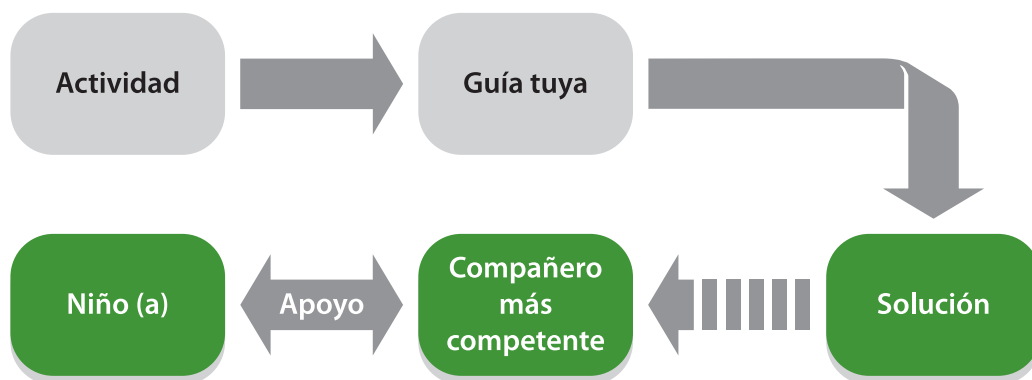 Actividad
Guía tuya
Niño (a)
Apoyo
Compañero
más
competente
Solución